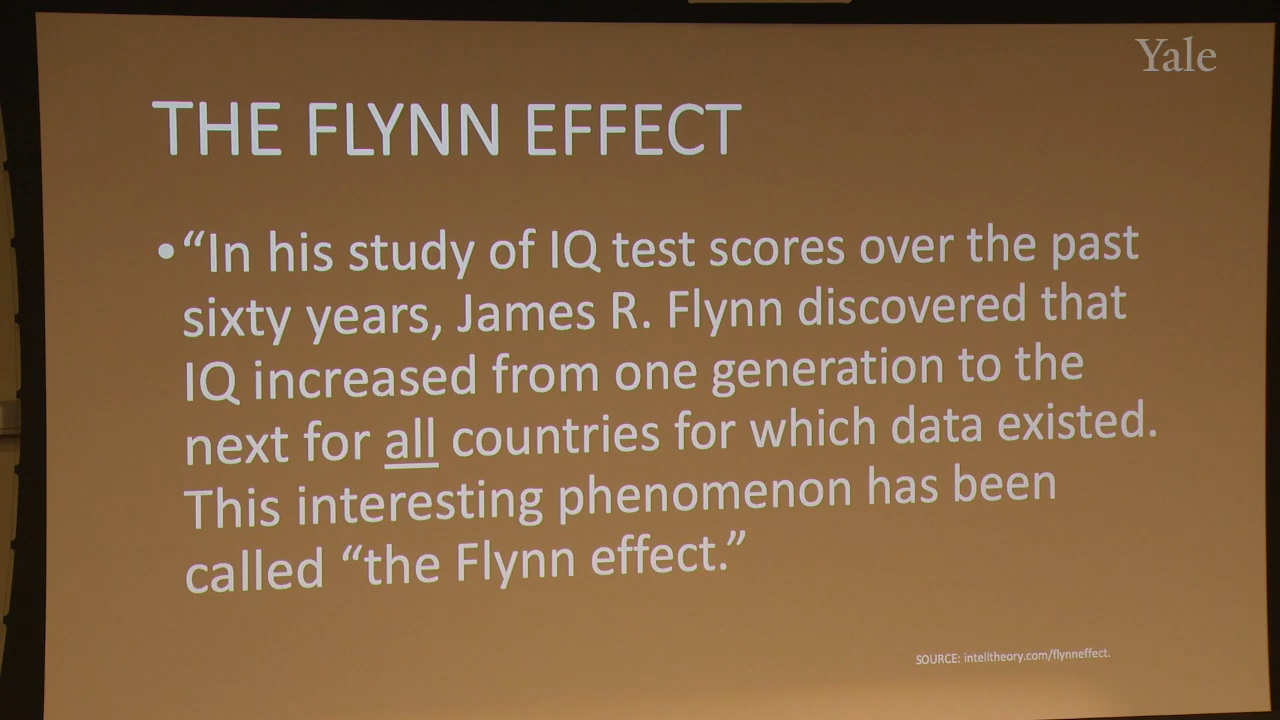 Yale
THE FLYNN EFFECT
•“In his study of IQ test scores over the past
sixty years, James R. Flynn discovered that
IQ increased from one generation to the
next for all countries for which data existed.
This interesting phenomenon has been
called “the Flynn effect.”
SOURCE: intelltheory.com/flynneffect.